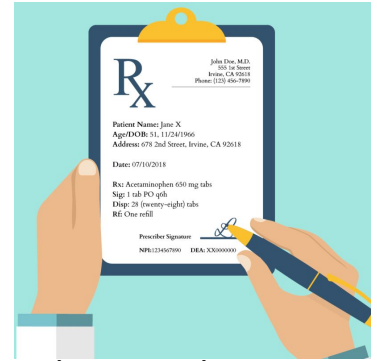 Rx
John Doe, M.D.
555 1st Street
Irvine, CA 92618
Phone: (123) 456-7890
Patient Name: Jane X
Age/DOB: 51, 11/24/1966
Address: 678 2nd Street, Irvine, CA 92618
Date: 07/10/2018
Rx: Acetaminophen 650 mg tabs
Sig: 1 tab PO q6h
Disp: 28 (twenty-eight) tabs
Rf: One refill
Prescriber Signature
NPI:1234567890 DEA: XX0000000